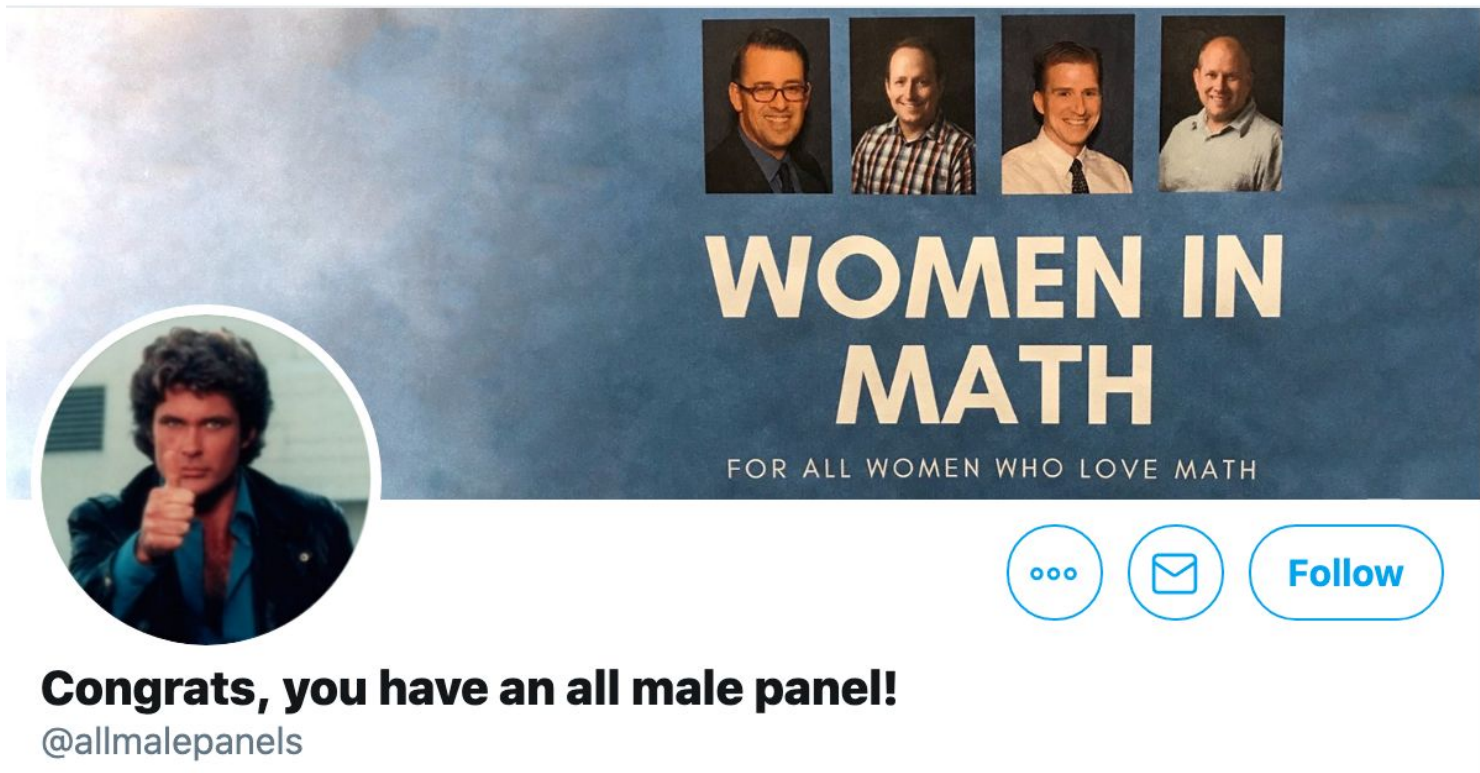 WOMEN IN
MATH
FOR ALL WOMEN WHO LOVE MATH
Follow
Congrats, you have an all male panel!
@allmalepanels